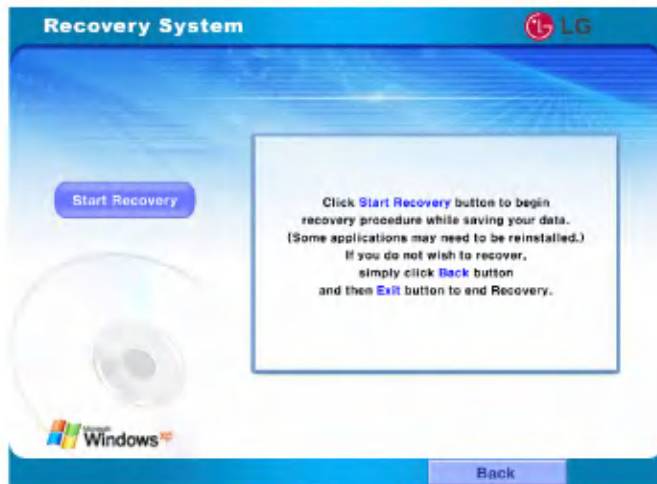 Recovery System
LG
Start Recovery
Click Start Recovery button to begin
recovery procedure while saving your data.
(Some applications may need to be reinstalled.)
If you do not wish to recover,
simply click Back button
and then Exit button to end Recovery.
Microsoft
Windows xp
Back